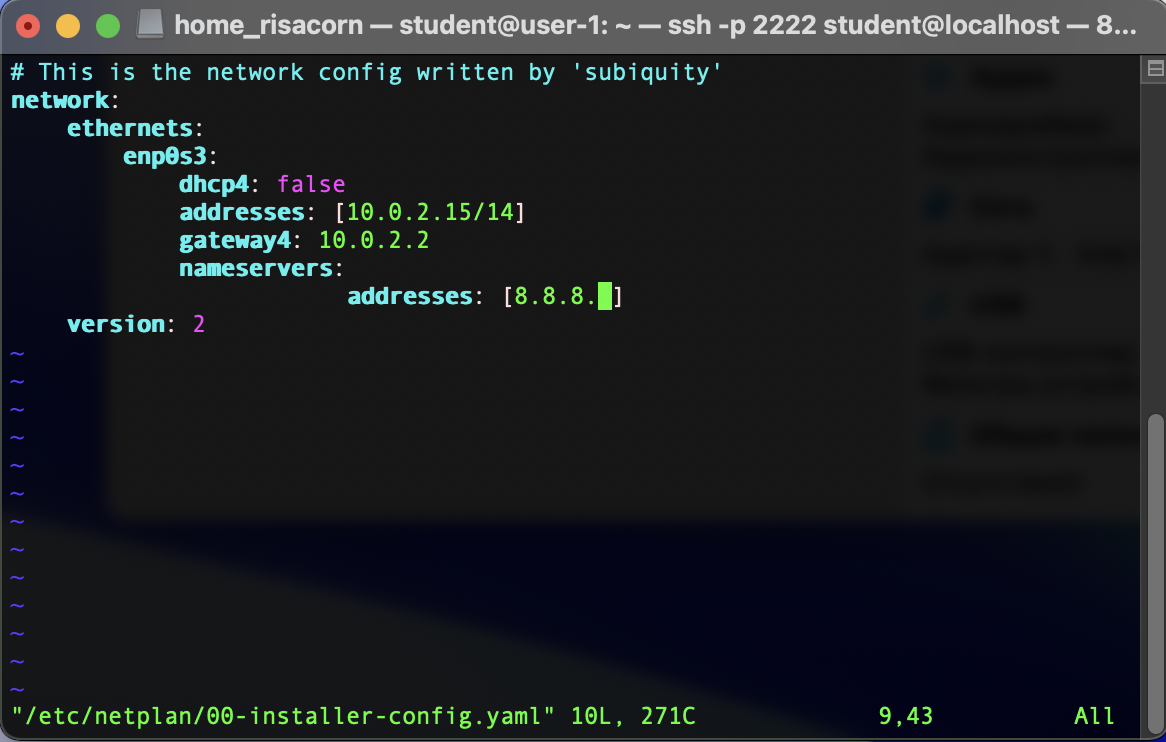 home_risacorn — student@user-1: ~ — ssh -p 2222 student@localhost — 8...
# This is the network config written by 'subiquity'
network:
    ethernets:
        enp0s3:
            dhcp4: false
            addresses: [10.0.2.15/14]
            gateway4: 10.0.2.2
            nameservers:
                        addresses: [8.8.8. ]
    version: 2
~
~
~
~
~
~
~
~
~
~
~
~
~
"/etc/netplan/00-installer-config.yaml" 10L, 271C 9,43 All